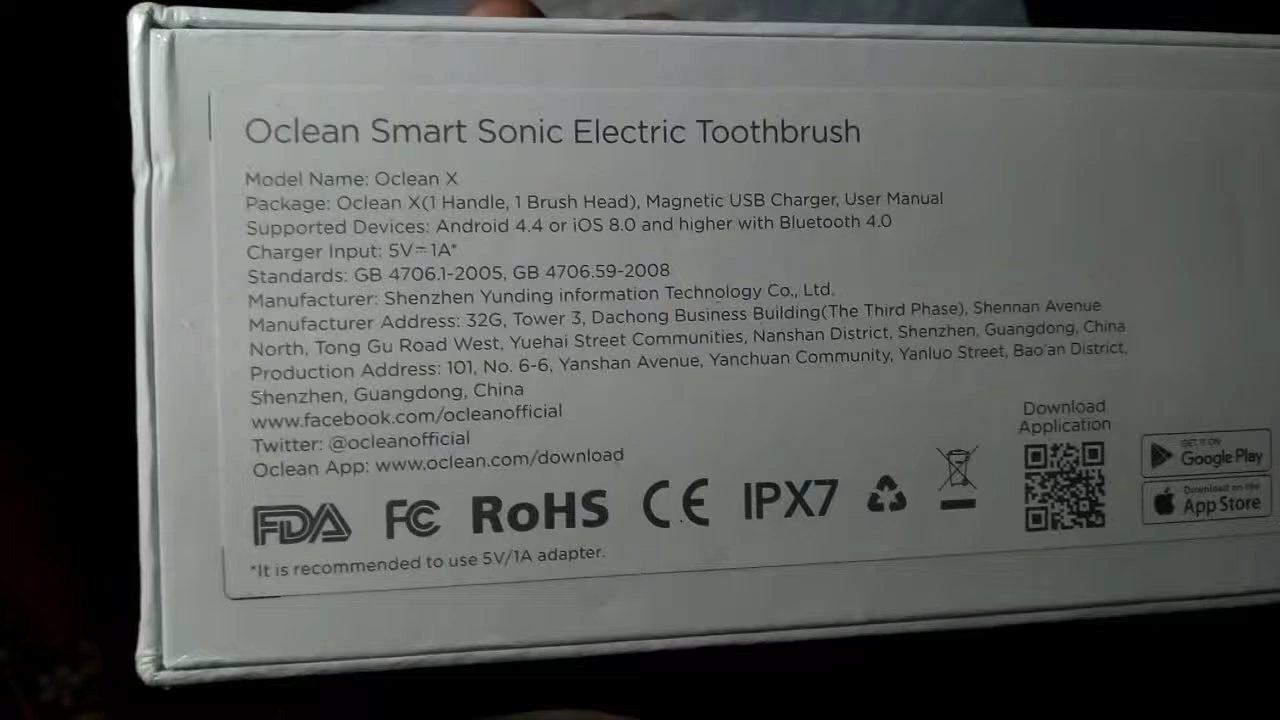 Oclean Smart Sonic Electric Toothbrush
Model Name: Oclean X
Package: Oclean X(1 Handle, 1 Brush Head), Magnetic USB Charger, User Manual
Supported Devices: Android 4.4 or iOS 8.0 and higher with Bluetooth 4.0
Charger Input: 5V⎓1A*
Standards: GB 4706.1-2005, GB 4706.59-2008
Manufacturer: Shenzhen Yunding information Technology Co., Ltd.
Manufacturer Address: 32G, Tower 3, Dachong Business Building(The Third Phase), Shennan Avenue
North, Tong Gu Road West, Yuehai Street Communities, Nanshan District, Shenzhen, Guangdong, China
Production Address: 101, No. 6-6, Yanshan Avenue, Yanchuan Community, Yanluo Street, Bao'an District,
Shenzhen, Guangdong, China
www.facebook.com/ocleanofficial
Twitter: @ocleanofficial
Oclean App: www.oclean.com/download
Download
Application
GET IT ON
Google Play
Download on the
App Store
FDA FC RoHS CE IPX7
*It is recommended to use 5V/1A adapter.